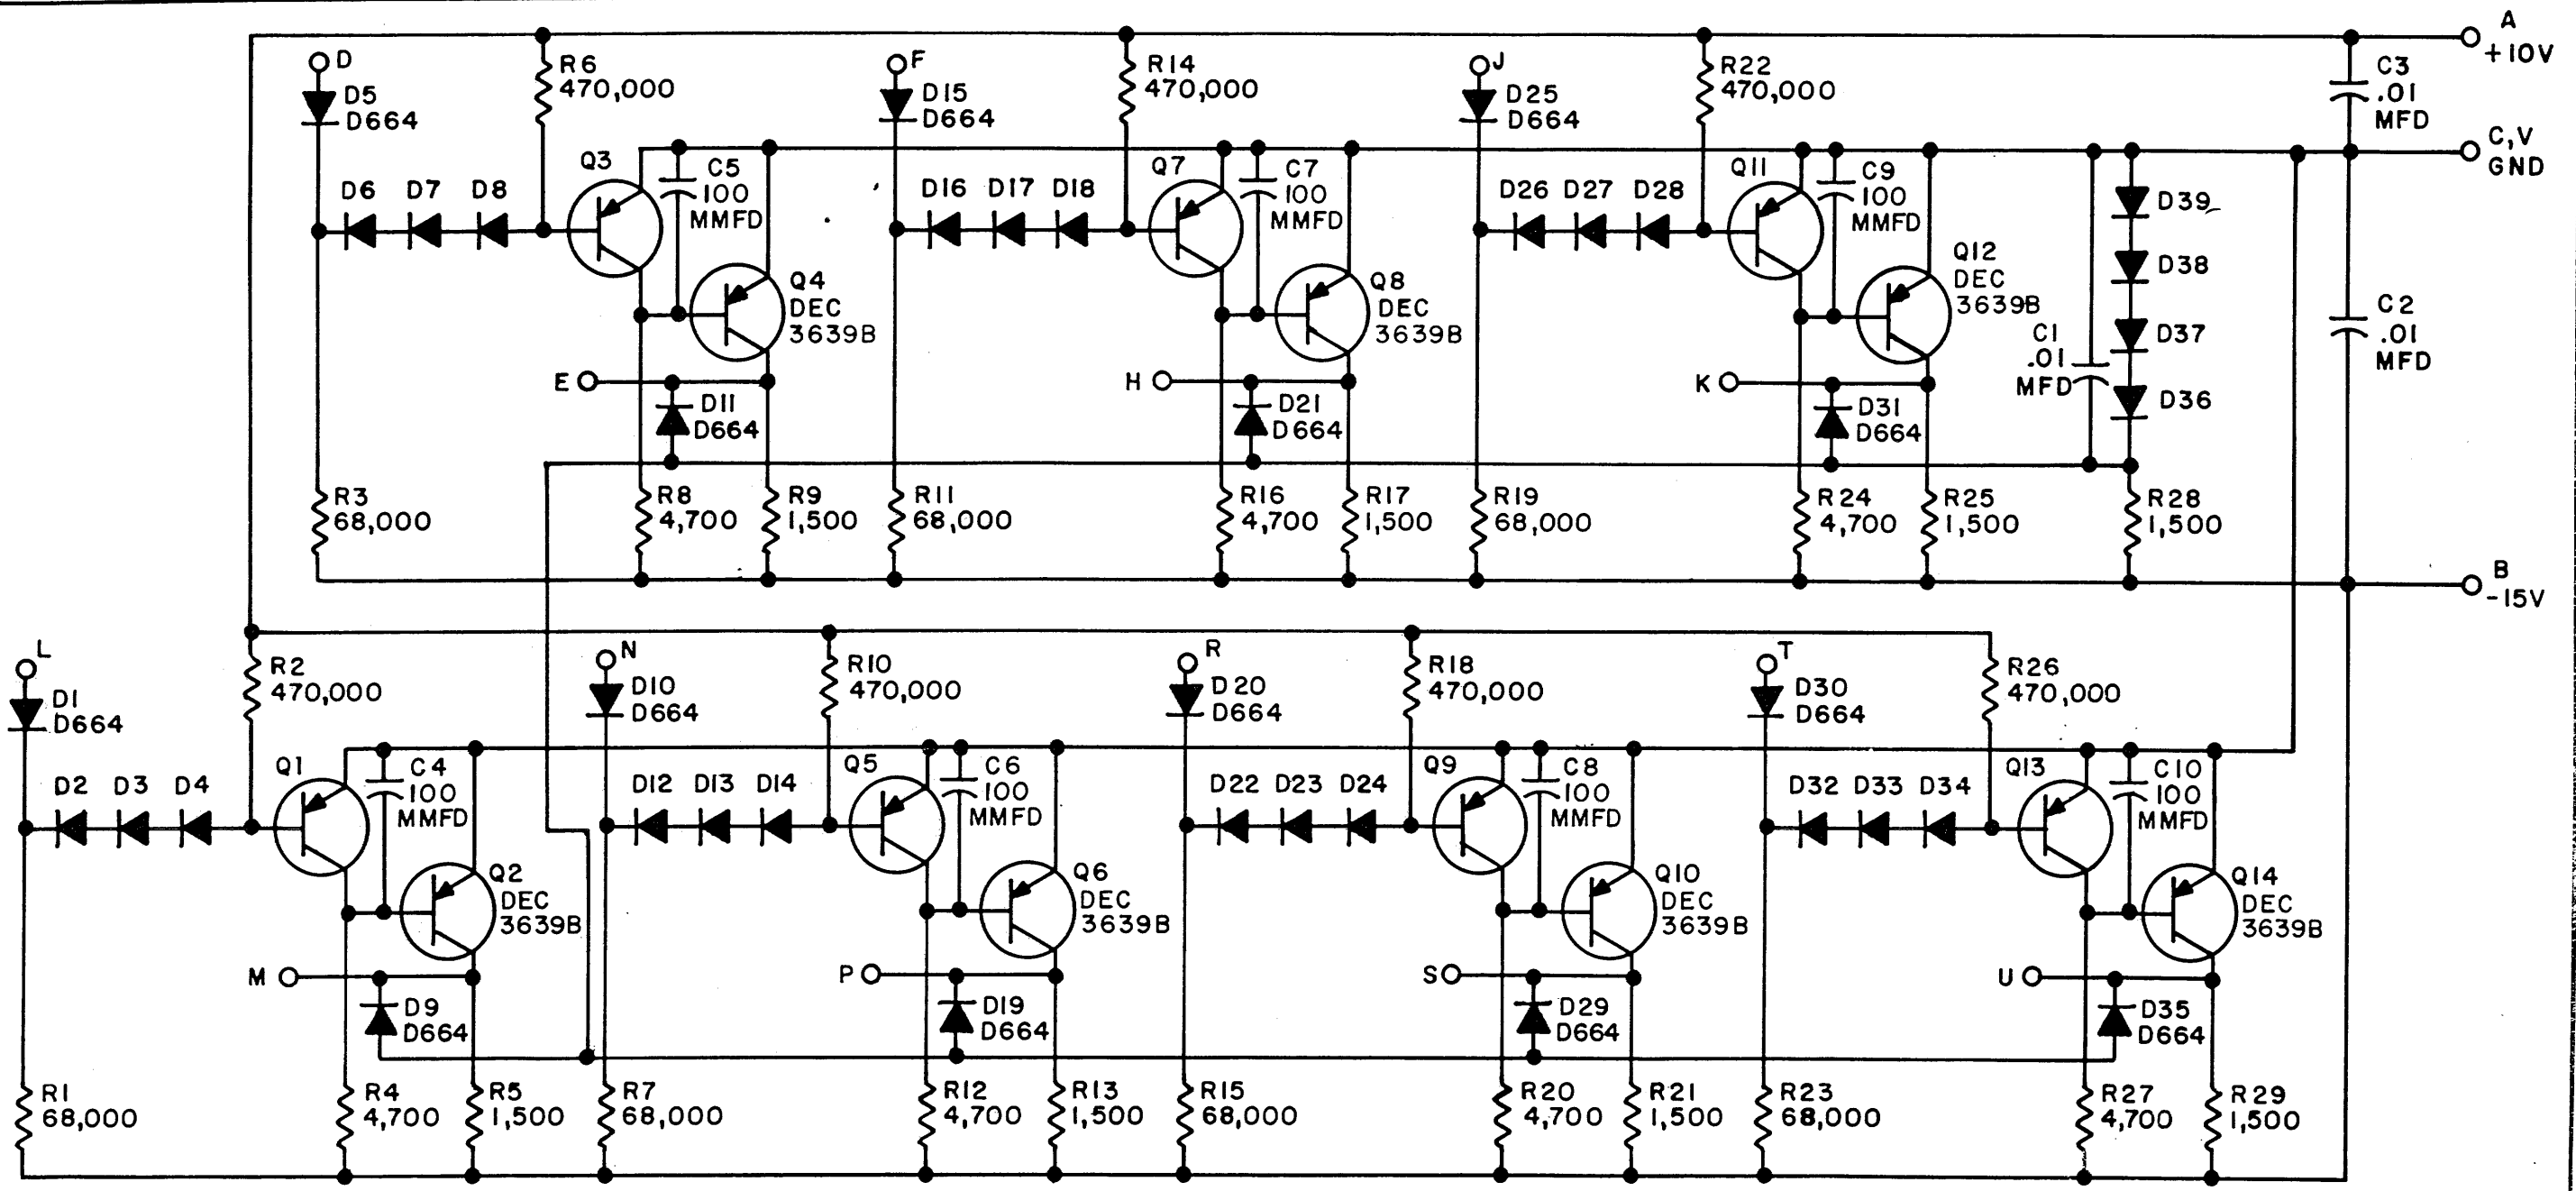 A
+10V
D
R6
470,000
F
R14
470,000
J
R22
470,000
C3
.01
MFD
D5
D664
D15
D664
D25
D664
C,V
GND
Q3
C5
100
MMFD
Q7
C7
100
MMFD
Q11
C9
100
MMFD
D6 D7 D8
D16 D17 D18
D26 D27 D28
D39
D38
D37
D36
Q4
DEC
3639B
Q8
DEC
3639B
Q12
DEC
3639B
C1
.01
MFD
C2
.01
MFD
E
D11
D664
H
D21
D664
K
D31
D664
R3
68,000
R8
4,700
R9
1,500
R11
68,000
R16
4,700
R17
1,500
R19
68,000
R24
4,700
R25
1,500
R28
1,500
B
-15V
L
R2
470,000
N
R10
470,000
R
R18
470,000
T
R26
470,000
D1
D664
D10
D664
D20
D664
D30
D664
Q1
C4
100
MMFD
Q5
C6
100
MMFD
Q9
C8
100
MMFD
Q13
C10
100
MMFD
D2 D3 D4
D12 D13 D14
D22 D23 D24
D32 D33 D34
Q2
DEC
3639B
Q6
DEC
3639B
Q10
DEC
3639B
Q14
DEC
3639B
M
D9
D664
P
D19
D664
S
D29
D664
U
D35
D664
R1
68,000
R4
4,700
R5
1,500
R7
68,000
R12
4,700
R13
1,500
R15
68,000
R20
4,700
R21
1,500
R23
68,000
R27
4,700
R29
1,500